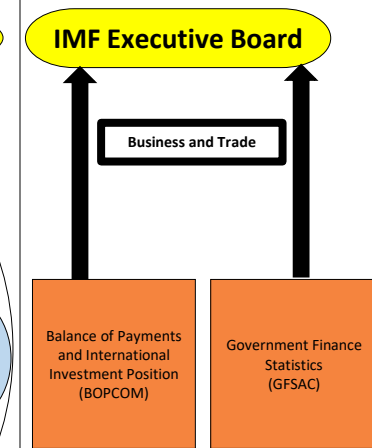 IMF Executive Board
Business and Trade
Balance of Payments
and International
Investment Position
(BOPCOM)
Government Finance
Statistics
(GFSAC)